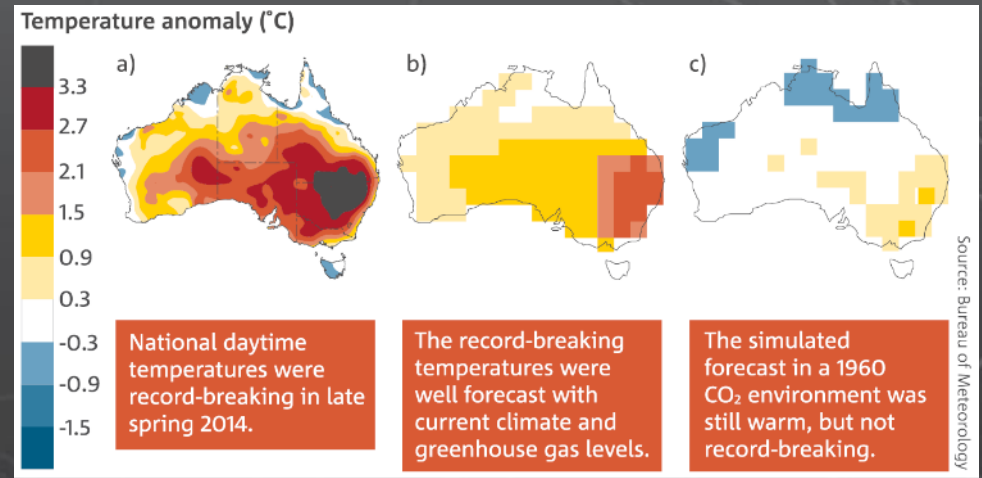 Temperature anomaly (˚C)
3.3
2.7
2.1
1.5
0.9
0.3
-0.3
-0.9
-1.5
a)
b)
c)
National daytime
temperatures were
record-breaking in late
spring 2014.
The record-breaking
temperatures were
well forecast with
current climate and
greenhouse gas levels.
The simulated
forecast in a 1960
CO₂ environment was
still warm, but not
record-breaking.
Source: Bureau of Meteorology